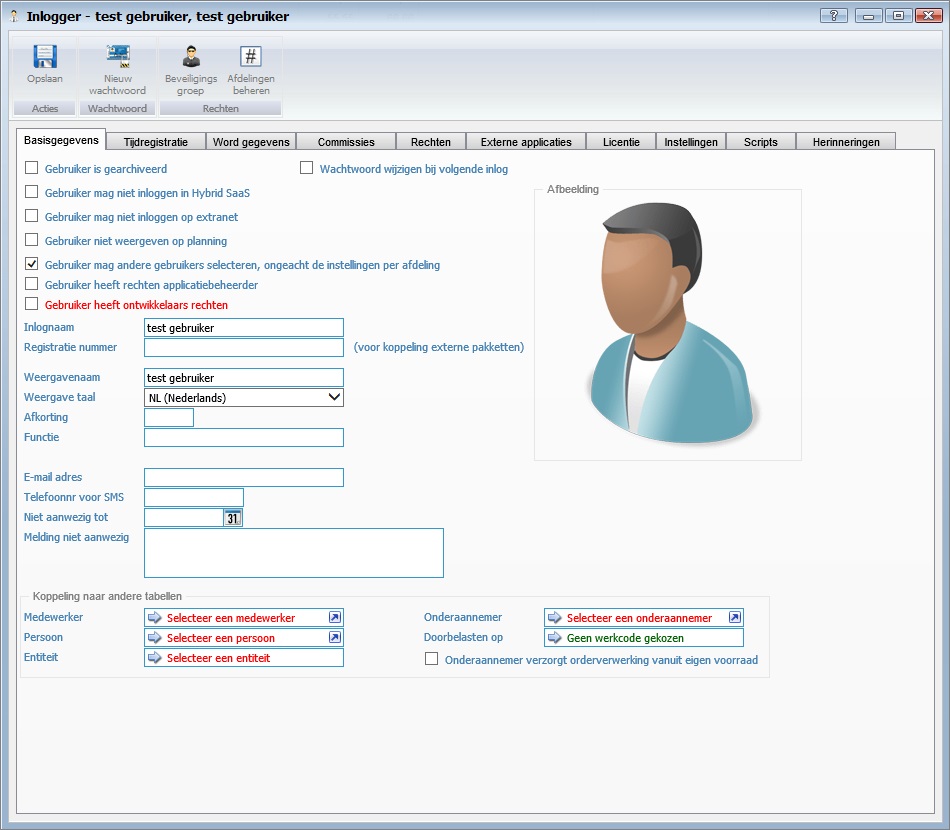 Inlogger - test gebruiker, test gebruiker
?
Opslaan
Nieuw wachtwoord
Beveiligings groep
#
Afdelingen beheren
Acties
Wachtwoord
Rechten
Basisgegevens
Tijdregistratie
Word gegevens
Commissies
Rechten
Externe applicaties
Licentie
Instellingen
Scripts
Herinneringen
Gebruiker is gearchiveerd
Wachtwoord wijzigen bij volgende inlog
Gebruiker mag niet inloggen in Hybrid SaaS
Afbeelding
Gebruiker mag niet inloggen op extranet
Gebruiker niet weergeven op planning
Gebruiker mag andere gebruikers selecteren, ongeacht de instellingen per afdeling
Gebruiker heeft rechten applicatiebeheerder
Gebruiker heeft ontwikkelaars rechten
Inlognaam test gebruiker
Registratie nummer (voor koppeling externe pakketten)
Weergavenaam test gebruiker
Weergave taal NL (Nederlands)
Afkorting
Functie
E-mail adres
Telefoonnr voor SMS
Niet aanwezig tot 31
Melding niet aanwezig
Koppeling naar andere tabellen
Medewerker Selecteer een medewerker
Onderaannemer Selecteer een onderaannemer
Persoon Selecteer een persoon
Doorbelasten op Geen werkcode gekozen
Entiteit Selecteer een entiteit
Onderaannemer verzorgt orderverwerking vanuit eigen voorraad